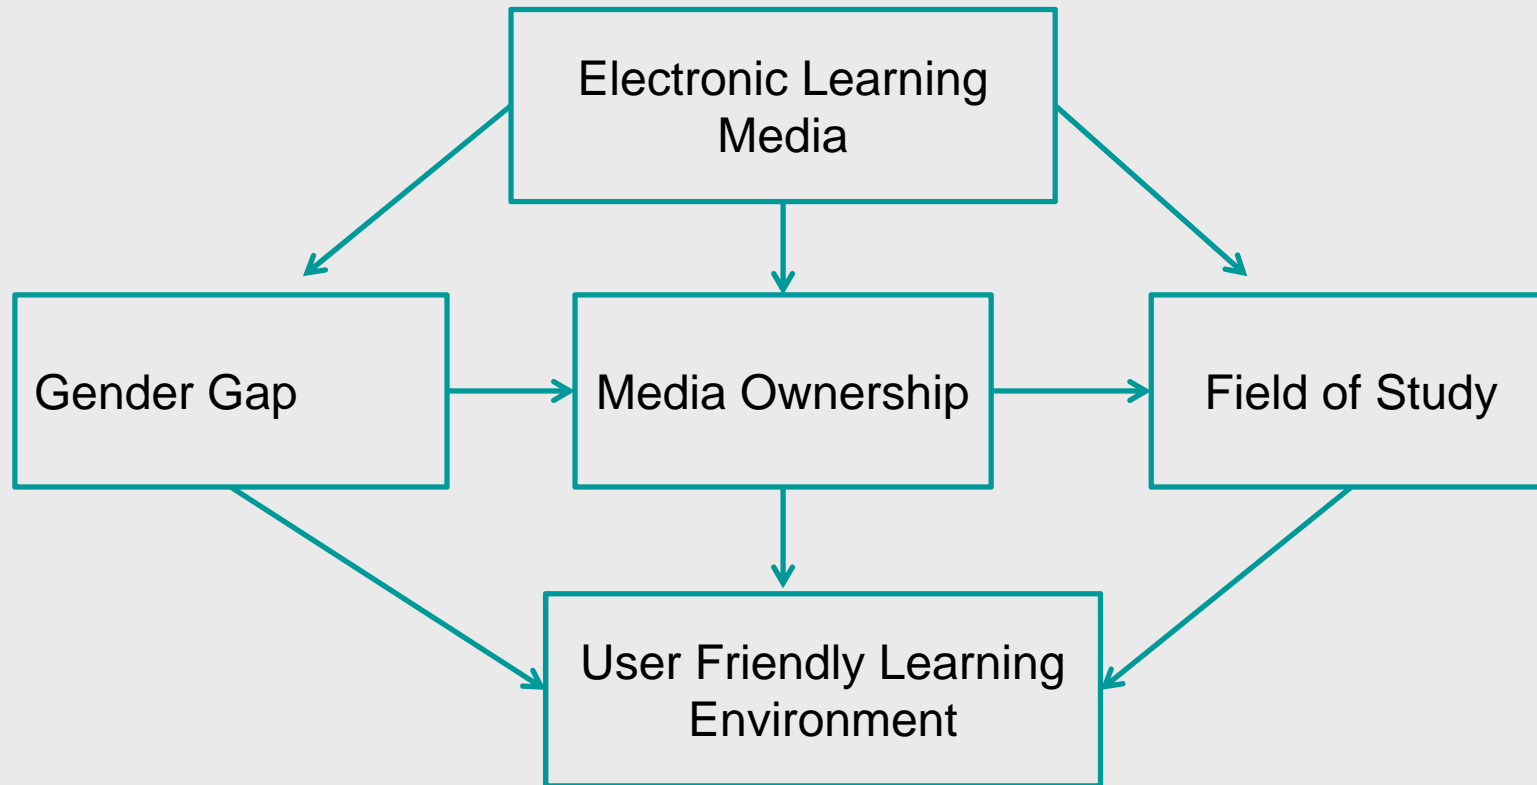 Electronic Learning
Media
Gender Gap
Media Ownership
Field of Study
User Friendly Learning
Environment